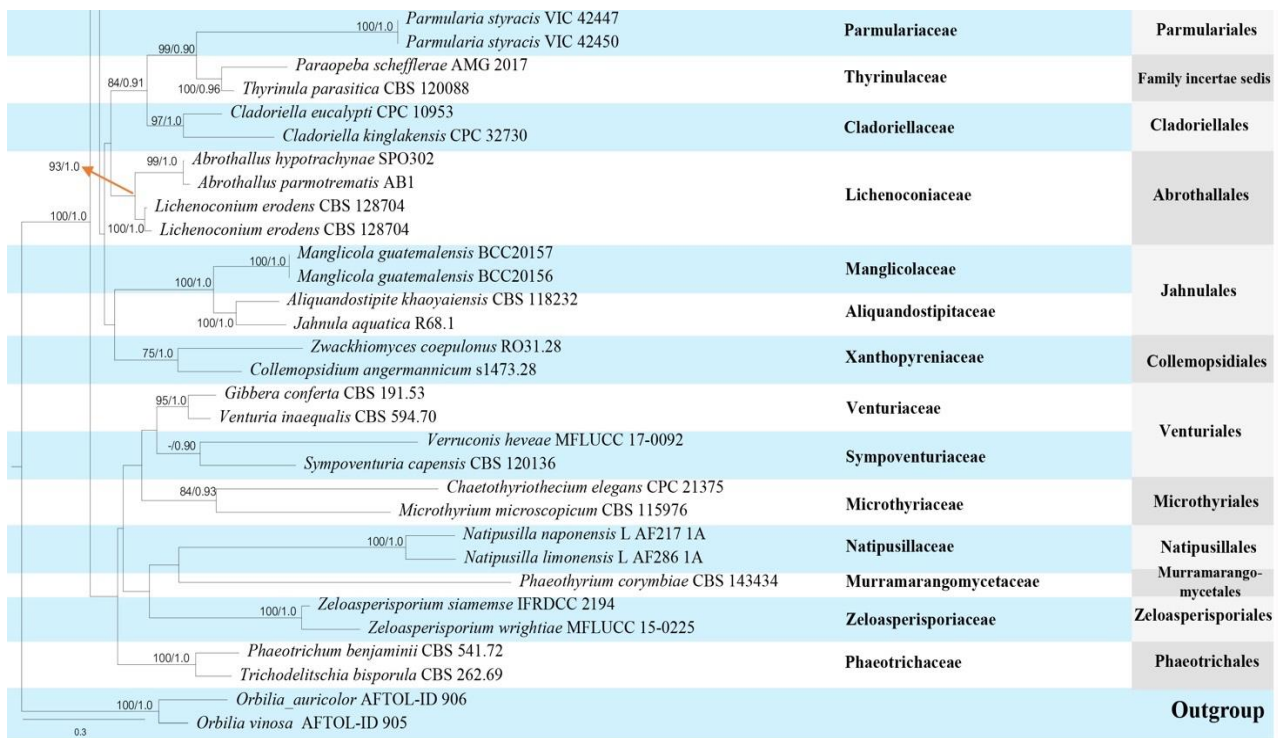 Parmularia styracis VIC 42447
100/1.0
Parmularia styracis VIC 42450
Parmulariaceae
Parmulariales
99/0.90
Paraopeba schefflerae AMG 2017
84/0.91
100/0.96
Thyrinula parasitica CBS 120088
Thyrinulaceae
Family incertae sedis
Cladoriella eucalypti CPC 10953
97/1.0
Cladoriella kinglakensis CPC 32730
Cladoriellaceae
Cladoriellales
93/1.0
99/1.0
Abrothallus hypotrachynae SPO302
Abrothallus parmotrematis AB1
Lichenoconium erodens CBS 128704
100/1.0
Lichenoconium erodens CBS 128704
Lichenoconiaceae
Abrothallales
100/1.0
Manglicola guatemalensis BCC20157
100/1.0
Manglicola guatemalensis BCC20156
Manglicolaceae
Jahnulales
100/1.0
Aliquandostipite khaoyaiensis CBS 118232
100/1.0
Jahnula aquatica R68.1
Aliquandostipitaceae
Zwackhiomyces coepulonus RO31.28
75/1.0
Collemopsidium angermannicum s1473.28
Xanthopyreniaceae
Collemopsidiales
Gibbera conferta CBS 191.53
95/1.0
Venturia inaequalis CBS 594.70
Venturiaceae
Venturiales
Verruconis heveae MFLUCC 17-0092
-/0.90
Sympoventuria capensis CBS 120136
Sympoventuriaceae
Chaetothyriothecium elegans CPC 21375
84/0.93
Microthyrium microscopicum CBS 115976
Microthyriaceae
Microthyriales
Natipusilla naponensis L AF217 1A
100/1.0
Natipusilla limonensis L AF286 1A
Natipusillaceae
Natipusillales
Phaeothyrium corymbiae CBS 143434
Murramarangomycetaceae
Murramarango-
mycetales
Zeloasperisporium siamemse IFRDCC 2194
100/1.0
Zeloasperisporium wrightiae MFLUCC 15-0225
Zeloasperisporiaceae
Zeloasperisporiales
Phaeotrichum benjaminii CBS 541.72
100/1.0
Trichodelitschia bisporula CBS 262.69
Phaeotrichaceae
Phaeotrichales
Orbilia_auricolor AFTOL-ID 906
100/1.0
Orbilia vinosa AFTOL-ID 905
Outgroup
0.3